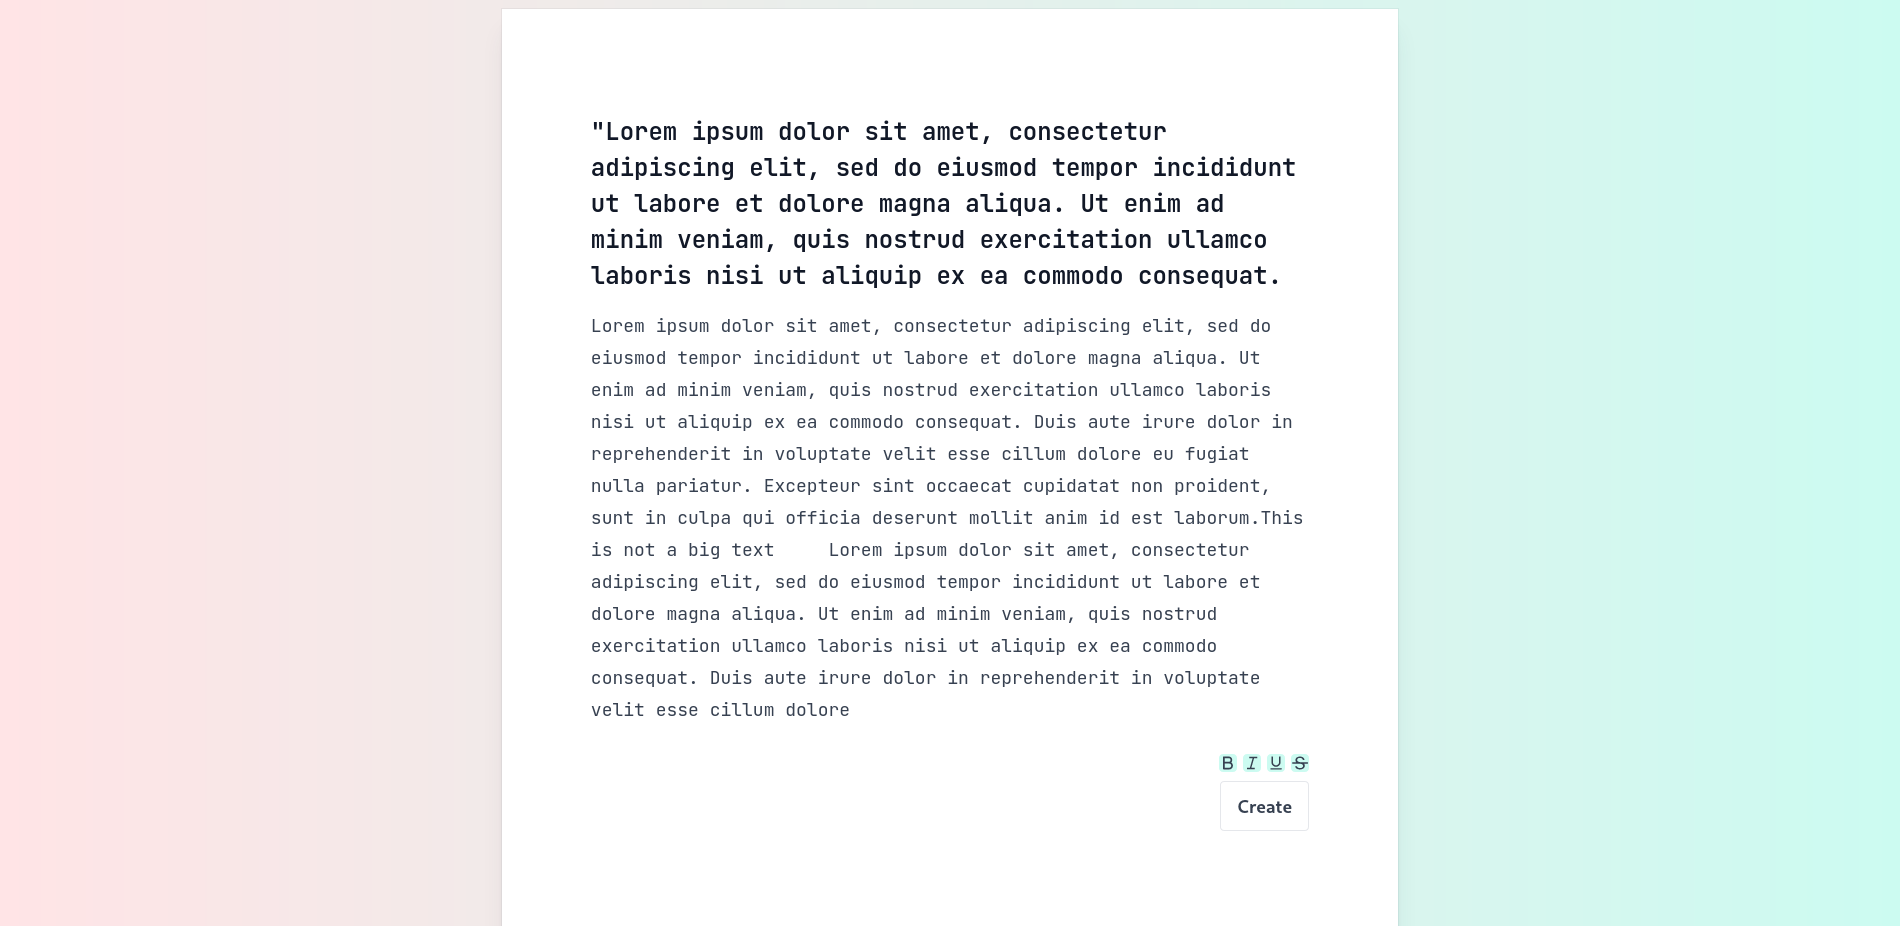 "Lorem ipsum dolor sit amet, consectetur
adipiscing elit, sed do eiusmod tempor incididunt
ut labore et dolore magna aliqua. Ut enim ad
minim veniam, quis nostrud exercitation ullamco
laboris nisi ut aliquip ex ea commodo consequat.
Lorem ipsum dolor sit amet, consectetur adipiscing elit, sed do
eiusmod tempor incididunt ut labore et dolore magna aliqua. Ut
enim ad minim veniam, quis nostrud exercitation ullamco laboris
nisi ut aliquip ex ea commodo consequat. Duis aute irure dolor in
reprehenderit in voluptate velit esse cillum dolore eu fugiat
nulla pariatur. Excepteur sint occaecat cupidatat non proident,
sunt in culpa qui officia deserunt mollit anim id est laborum.This
is not a big text     Lorem ipsum dolor sit amet, consectetur
adipiscing elit, sed do eiusmod tempor incididunt ut labore et
dolore magna aliqua. Ut enim ad minim veniam, quis nostrud
exercitation ullamco laboris nisi ut aliquip ex ea commodo
consequat. Duis aute irure dolor in reprehenderit in voluptate
velit esse cillum dolore
B I U S
Create